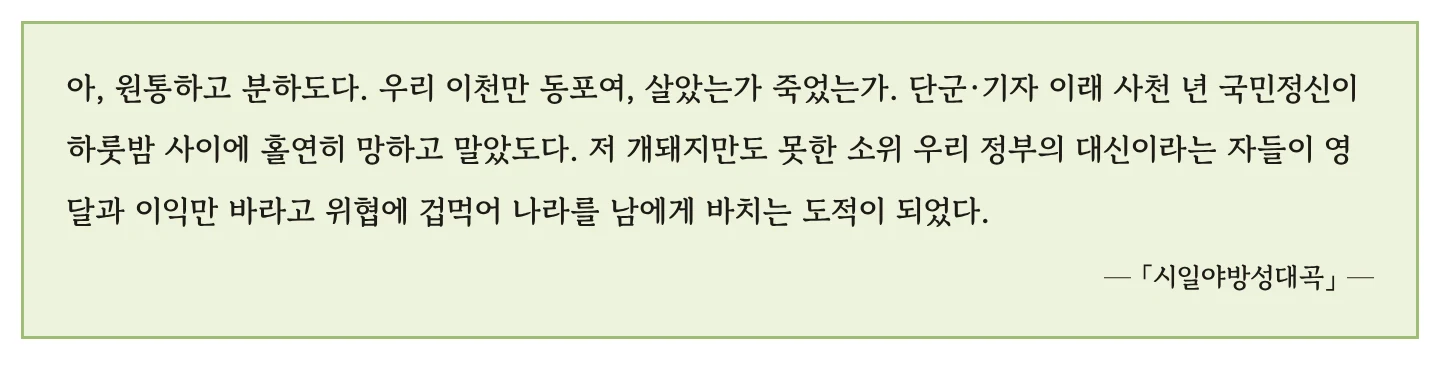 아, 원통하고 분하도다. 우리 이천만 동포여, 살았는가 죽었는가. 단군·기자 이래 사천 년 국민정신이
하룻밤 사이에 홀연히 망하고 말았도다. 저 개돼지만도 못한 소위 우리 정부의 대신이라는 자들이 영
달과 이익만 바라고 위협에 겁먹어 나라를 남에게 바치는 도적이 되었다.
—「시일야방성대곡」—